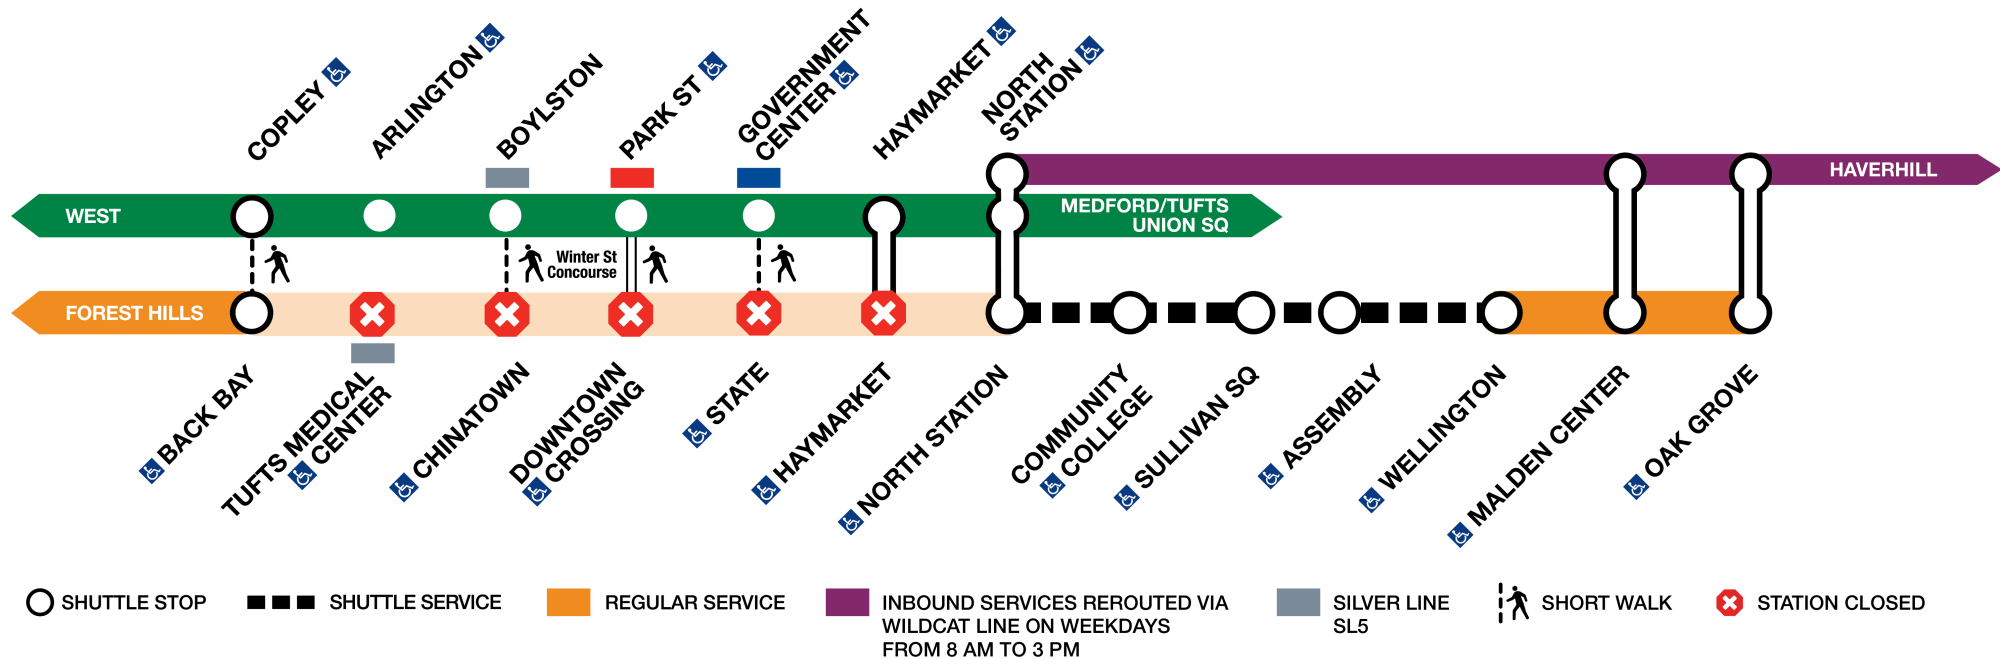 COPLEY
ARLINGTON
BOYLSTON
PARK ST
GOVERNMENT
CENTER
HAYMARKET
NORTH
STATION
HAVERHILL
WEST
MEDFORD/TUFTS
UNION SQ
Winter St
Concourse
FOREST HILLS
BACK BAY
TUFTS MEDICAL
CENTER
CHINATOWN
DOWNTOWN
CROSSING
STATE
HAYMARKET
NORTH STATION
COMMUNITY
COLLEGE
SULLIVAN SQ
ASSEMBLY
WELLINGTON
MALDEN CENTER
OAK GROVE
SHUTTLE STOP
SHUTTLE SERVICE
REGULAR SERVICE
INBOUND SERVICES REROUTED VIA
WILDCAT LINE ON WEEKDAYS
FROM 8 AM TO 3 PM
SILVER LINE
SL5
SHORT WALK
STATION CLOSED